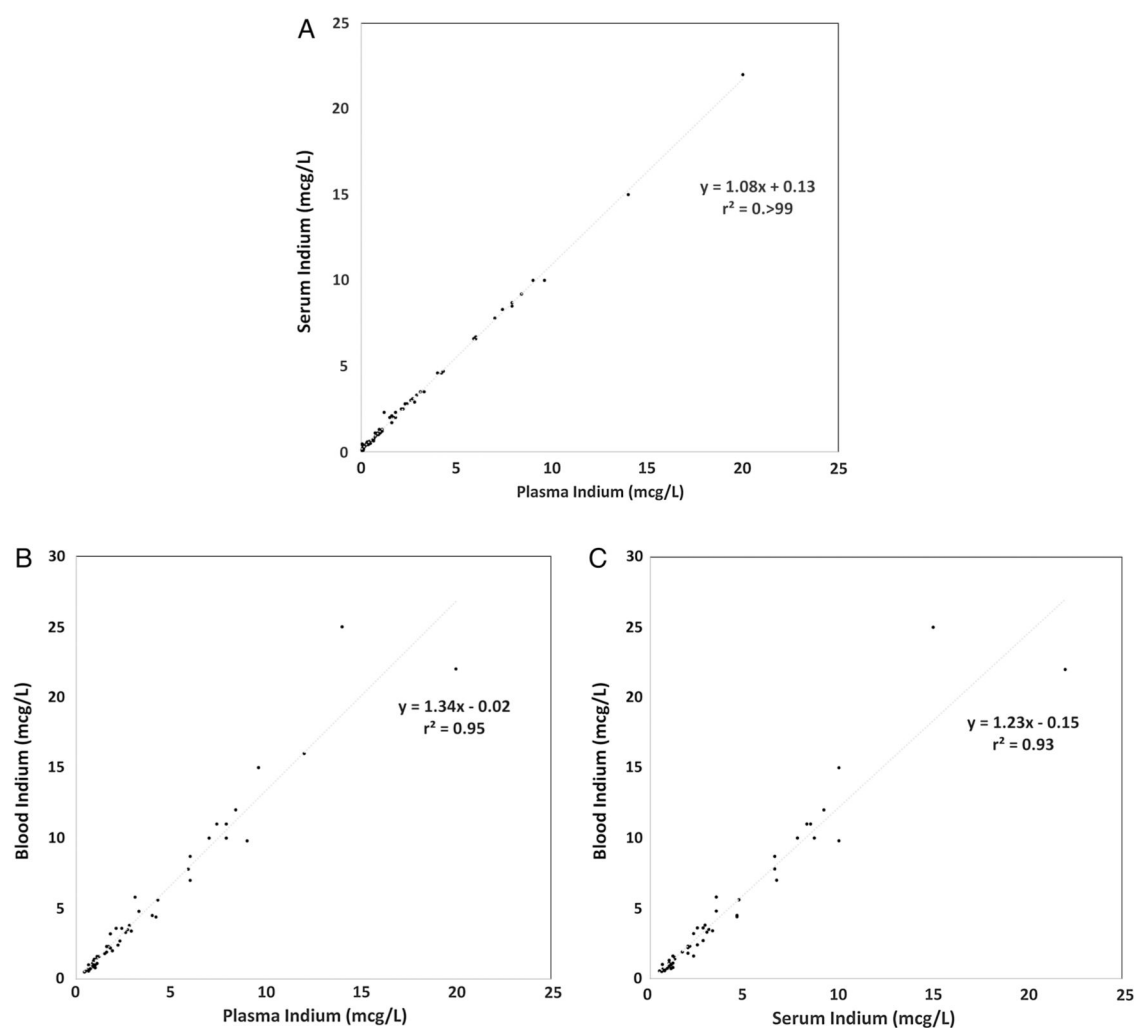 A
25
20
15
10
5
0
Serum Indium (mcg/L)
y = 1.08x + 0.13
r² = 0.>99
0 5 10 15 20 25
Plasma Indium (mcg/L)
B
30
25
20
15
10
5
0
Blood Indium (mcg/L)
y = 1.34x - 0.02
r² = 0.95
0 5 10 15 20 25
Plasma Indium (mcg/L)
C
30
25
20
15
10
5
0
Blood Indium (mcg/L)
y = 1.23x - 0.15
r² = 0.93
0 5 10 15 20 25
Serum Indium (mcg/L)